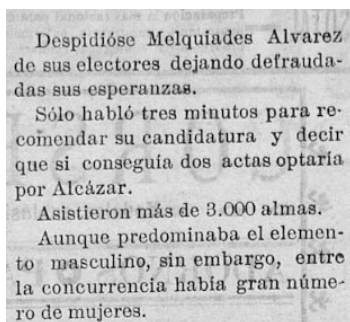 Despidióse Melquiades Alvarez
de sus electores dejando defrauda-
das sus esperanzas.
Sólo habló tres minutos para re-
comendar su candidatura y decir
que si conseguía dos actas optaría
por Alcázar.
Asistieron más de 3.000 almas.
Aunque predominaba el elemen-
to masculino, sin embargo, entre
la concurrencia había gran núme-
ro de mujeres.